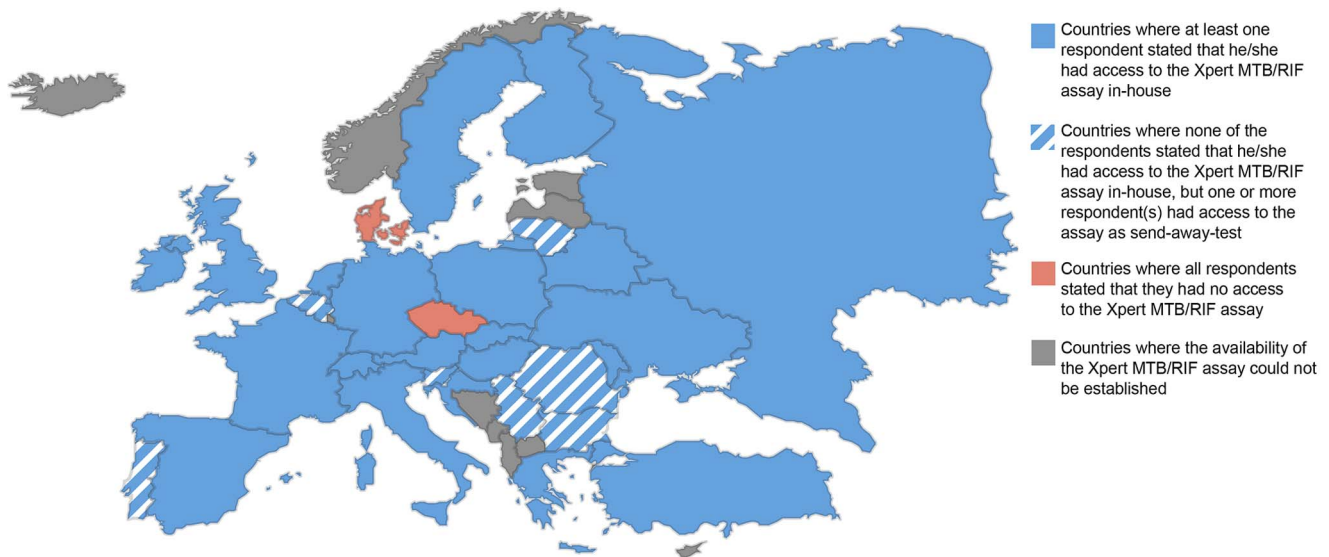 Countries where at least one
respondent stated that he/she
had access to the Xpert MTB/RIF
assay in-house
Countries where none of the
respondents stated that he/she
had access to the Xpert MTB/RIF
assay in-house, but one or more
respondent(s) had access to the
assay as send-away-test
Countries where all respondents
stated that they had no access
to the Xpert MTB/RIF assay
Countries where the availability of
the Xpert MTB/RIF assay could not
be established